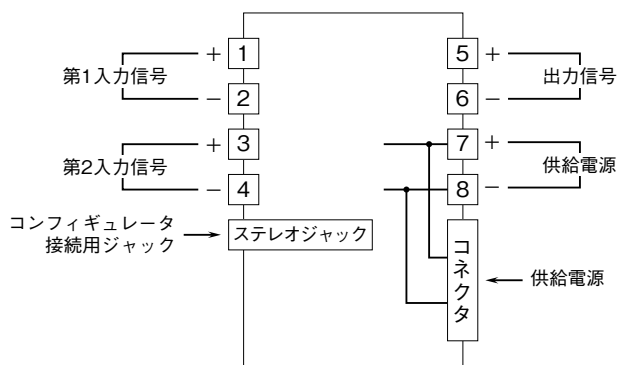 第1入力信号
+
1
−
2
第2入力信号
+
3
−
4
コンフィギュレータ
接続用ジャック
ステレオジャック
5
+
出力信号
6
−
7
+
供給電源
8
−
コネクタ
供給電源